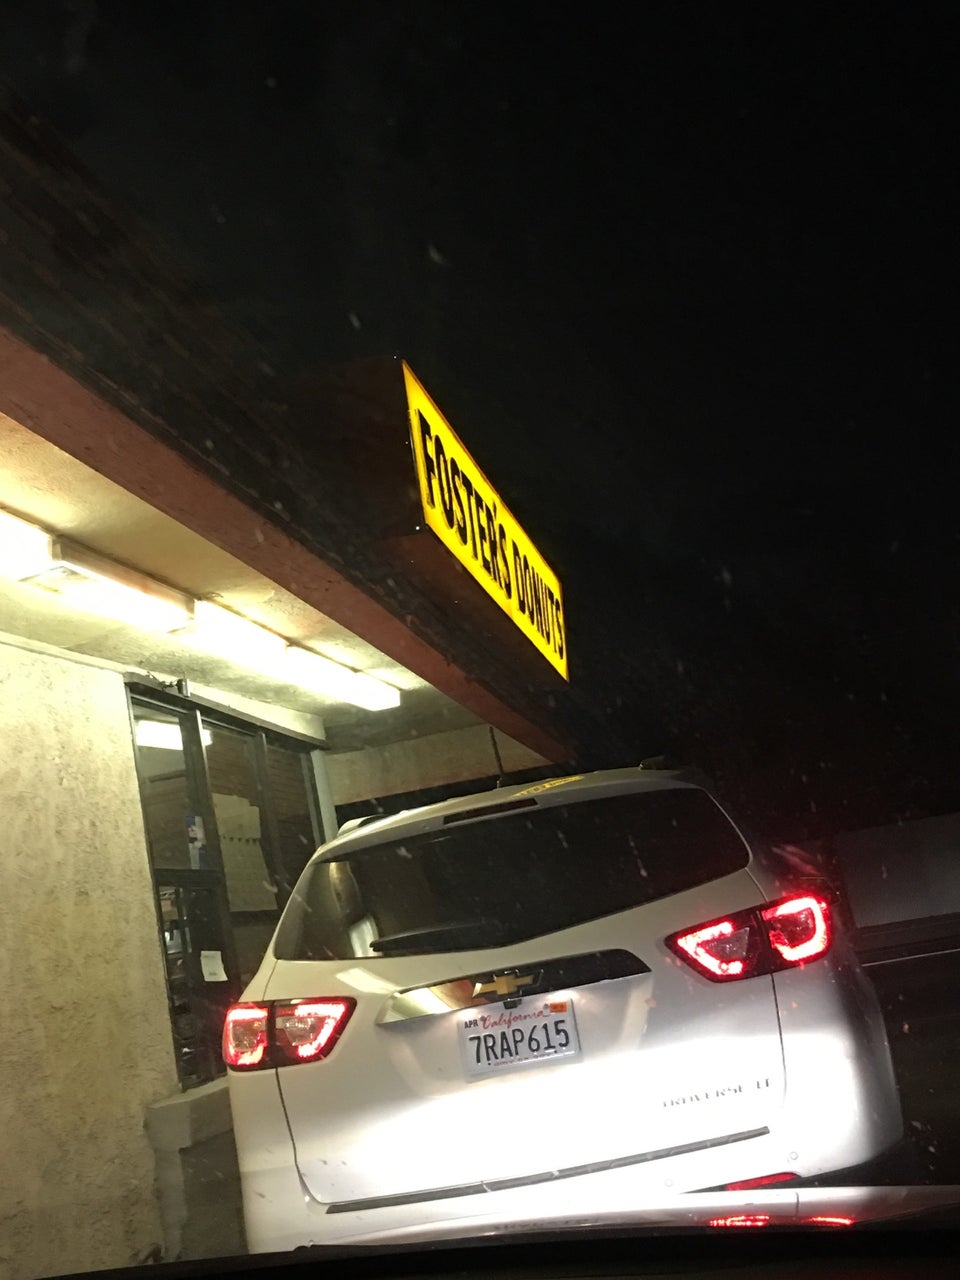 FOSTER'S DONUTS
APR California
7RAP615
TRAVERSE LT